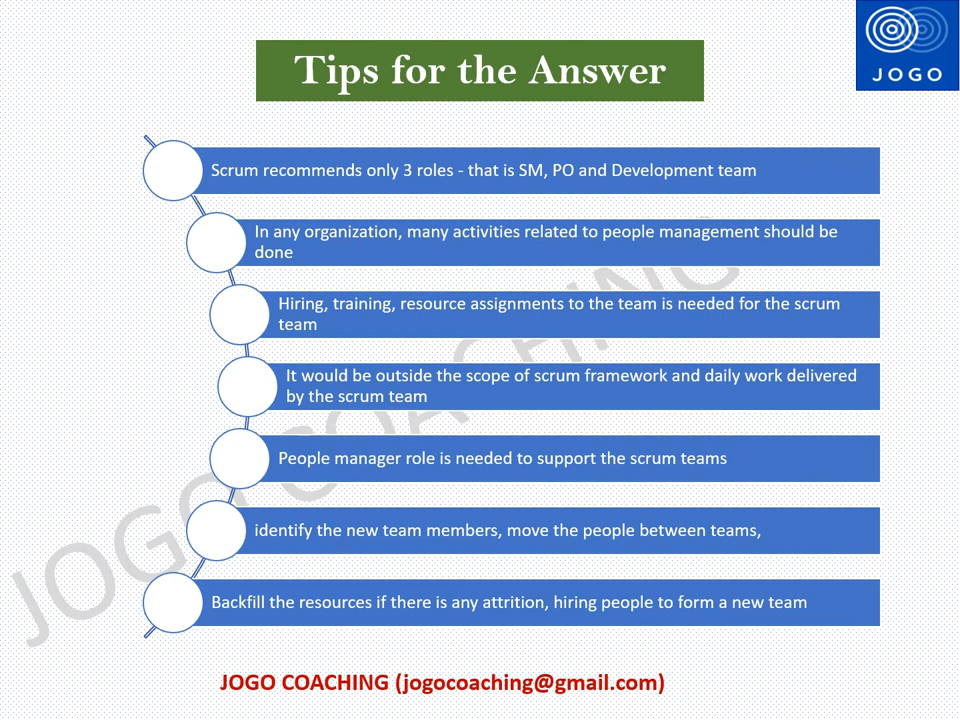 JOGO
Tips for the Answer
Scrum recommends only 3 roles - that is SM, PO and Development team
In any organization, many activities related to people management should be
done
Hiring, training, resource assignments to the team is needed for the scrum
team
It would be outside the scope of scrum framework and daily work delivered
by the scrum team
People manager role is needed to support the scrum teams
identify the new team members, move the people between teams,
Backfill the resources if there is any attrition, hiring people to form a new team
JOGO COACHING
JOGO COACHING (jogocoaching@gmail.com)